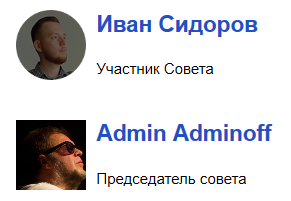 Иван Сидоров
Участник Совета
Admin Adminoff
Председатель совета